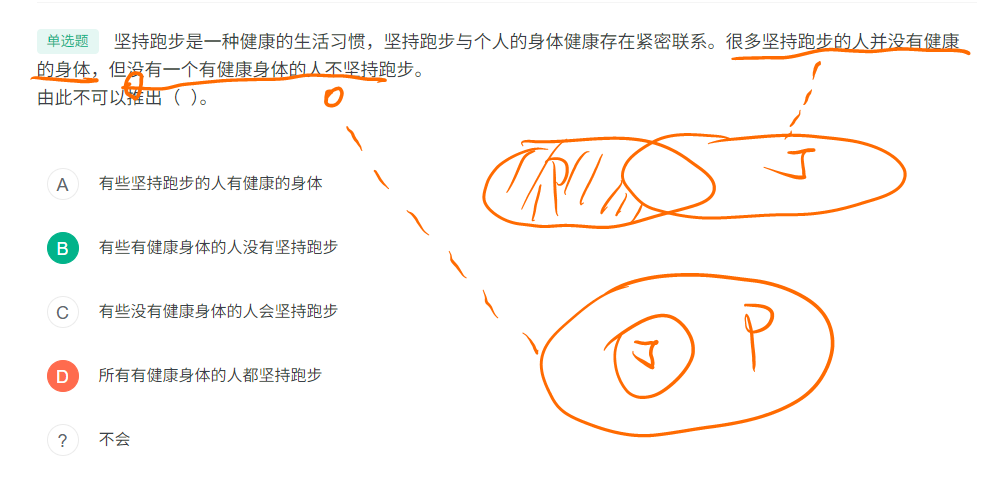 单选题 坚持跑步是一种健康的生活习惯，坚持跑步与个人的身体健康存在紧密联系。很多坚持跑步的人并没有健康
的身体，但没有一个有健康身体的人不坚持跑步。
由此不可以推出（ ）。
P
J
A 有些坚持跑步的人有健康的身体
B 有些有健康身体的人没有坚持跑步
C 有些没有健康身体的人会坚持跑步
J
P
D 所有有健康身体的人都坚持跑步
? 不会